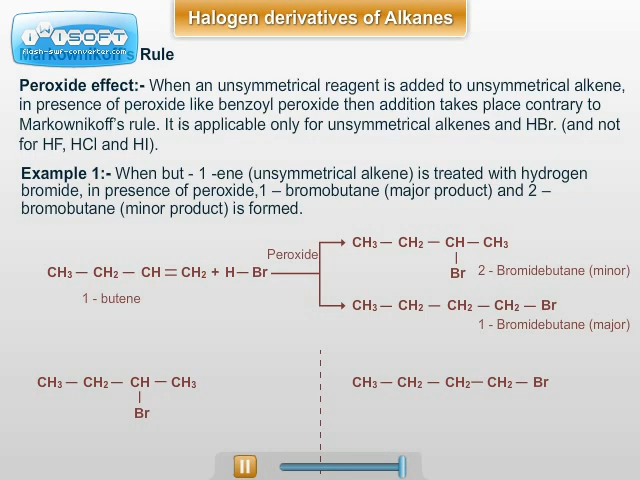 Halogen derivatives of Alkanes
iWiSOFT
flash-swf-converter.com
Markownikoff's Rule
Peroxide effect:- When an unsymmetrical reagent is added to unsymmetrical alkene,
in presence of peroxide like benzoyl peroxide then addition takes place contrary to
Markownikoff's rule. It is applicable only for unsymmetrical alkenes and HBr. (and not
for HF, HCl and HI).
Example 1:- When but - 1 -ene (unsymmetrical alkene) is treated with hydrogen
bromide, in presence of peroxide,1 – bromobutane (major product) and 2 –
bromobutane (minor product) is formed.
CH3 — CH2 — CH — CH3
|
Br 2 - Bromidebutane (minor)
Peroxide
CH3 — CH2 — CH = CH2 + H — Br
1 - butene
CH3 — CH2 — CH2 — CH2 — Br
1 - Bromidebutane (major)
CH3 — CH2 — CH — CH3
|
Br
CH3 — CH2 — CH2 — CH2 — Br